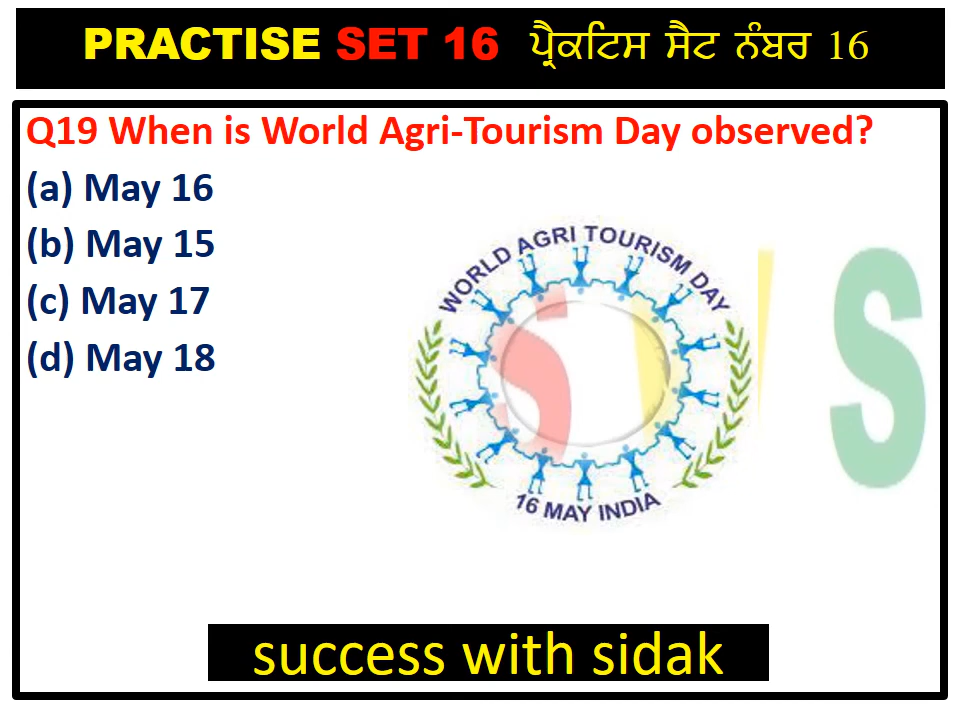 PRACTISE SET 16 ਪ੍ਰੈਕਟਿਸ ਸੈਟ ਨੰਬਰ 16
Q19 When is World Agri-Tourism Day observed?
(a) May 16
(b) May 15
(c) May 17
(d) May 18
WORLD AGRI TOURISM DAY
16 MAY INDIA
S W S
success with sidak